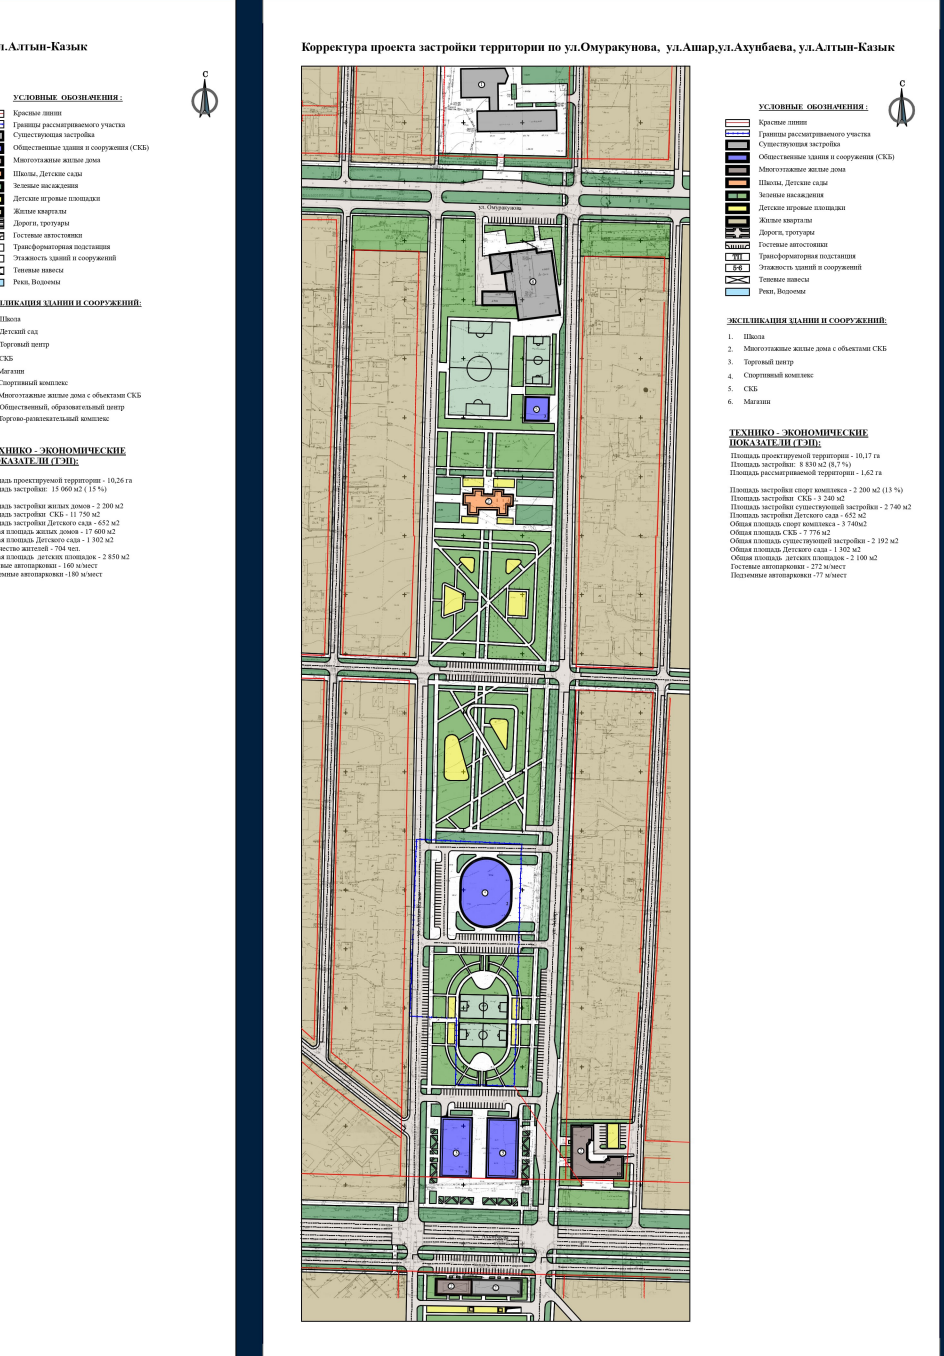 л.Алтын-Казык
С
УСЛОВНЫЕ ОБОЗНАЧЕНИЯ :
Красные линии
Границы рассматриваемого участка
Существующая застройка
Общественные здания и сооружения (СКБ)
Многоэтажные жилые дома
Школы, Детские сады
Зеленые насаждения
Детские игровые площадки
Жилые кварталы
Дороги, тротуары
Гостевые автостоянки
Трансформаторная подстанция
Этажность зданий и сооружений
Теневые навесы
Реки, Водоемы
ПЛИКАЦИЯ ЗДАНИИ И СООРУЖЕНИЙ:
Школа
Детский сад
Торговый центр
СКБ
Магазин
Спортивный комплекс
Многоэтажные жилые дома с объектами СКБ
Общественный, образовательный центр
Торгово-развлекательный комплекс
ХНИКО - ЭКОНОМИЧЕСКИЕ
КАЗАТЕЛИ (ТЭП):
адь проектируемой территории - 10,26 га
адь застройки: 15 060 м2 ( 15 %)
адь застройки жилых домов - 2 200 м2
адь застройки СКБ - 11 750 м2
адь застройки Детского сада - 652 м2
я площадь жилых домов - 17 600 м2
я площадь Детского сада - 1 302 м2
чество жителей - 704 чел.
я площадь детских площадок - 2 850 м2
вые автопарковки - 160 м/мест
емные автопарковки -180 м/мест
Корректура проекта застройки территории по ул.Омуракунова, ул.Ашар,ул.Ахунбаева, ул.Алтын-Казык
С
УСЛОВНЫЕ ОБОЗНАЧЕНИЯ :
Красные линии
Границы рассматриваемого участка
Существующая застройка
Общественные здания и сооружения (СКБ)
Многоэтажные жилые дома
Школы, Детские сады
Зеленые насаждения
Детские игровые площадки
Жилые кварталы
Дороги, тротуары
Гостевые автостоянки
ТП Трансформаторная подстанция
5-6 Этажность зданий и сооружений
Теневые навесы
Реки, Водоемы
ЭКСПЛИКАЦИЯ ЗДАНИИ И СООРУЖЕНИЙ:
1. Школа
2. Многоэтажные жилые дома с объектами СКБ
3. Торговый центр
4. Спортивный комплекс
5. СКБ
6. Магазин
ТЕХНИКО - ЭКОНОМИЧЕСКИЕ
ПОКАЗАТЕЛИ (ТЭП):
Площадь проектируемой территории - 10,17 га
Площадь застройки: 8 830 м2 (8,7 %)
Площадь рассматриваемой территории - 1,62 га
Площадь застройки спорт комплекса - 2 200 м2 (13 %)
Площадь застройки СКБ - 3 240 м2
Площадь застройки существующей застройки - 2 740 м2
Площадь застройки Детского сада - 652 м2
Общая площадь спорт комплекса - 3 740м2
Общая площадь СКБ - 7 776 м2
Общая площадь существующей застройки - 2 192 м2
Общая площадь Детского сада - 1 302 м2
Общая площадь детских площадок - 2 100 м2
Гостевые автопарковки - 272 м/мест
Подземные автопарковки -77 м/мест
ул. Омуракунова
ул. Ахунбаева